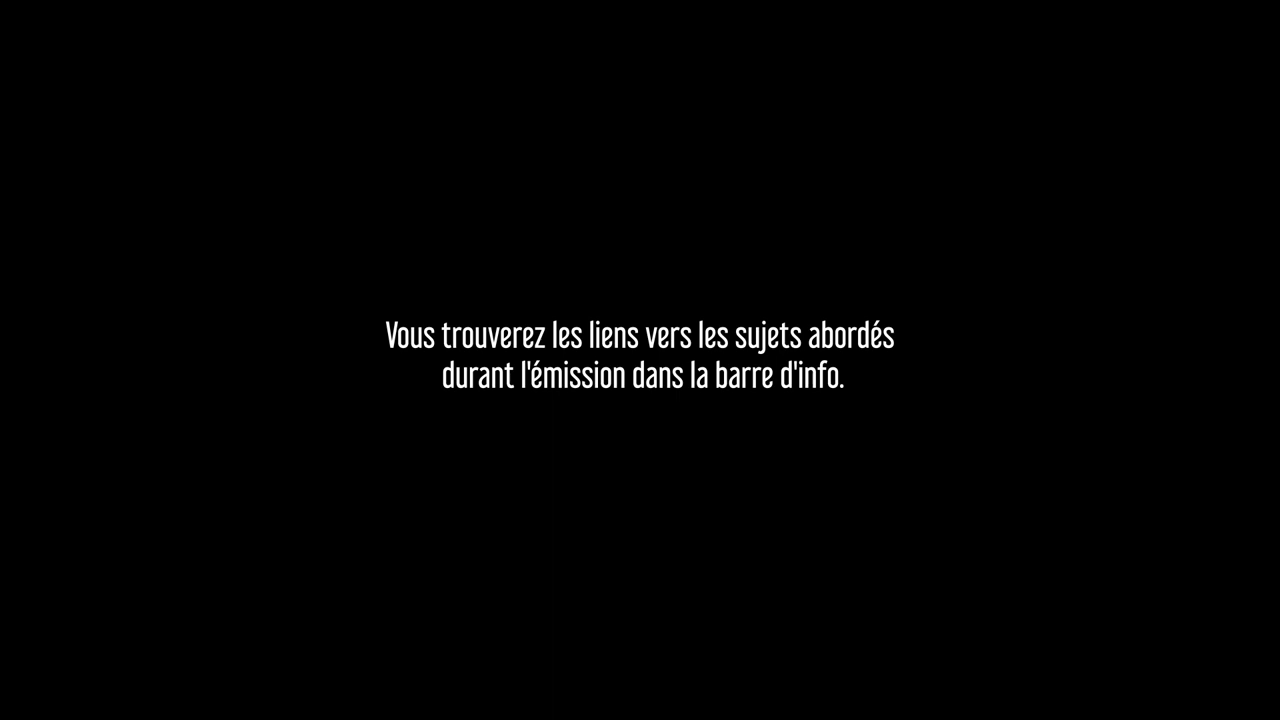 Vous trouverez les liens vers les sujets abordés
durant l'émission dans la barre d'info.